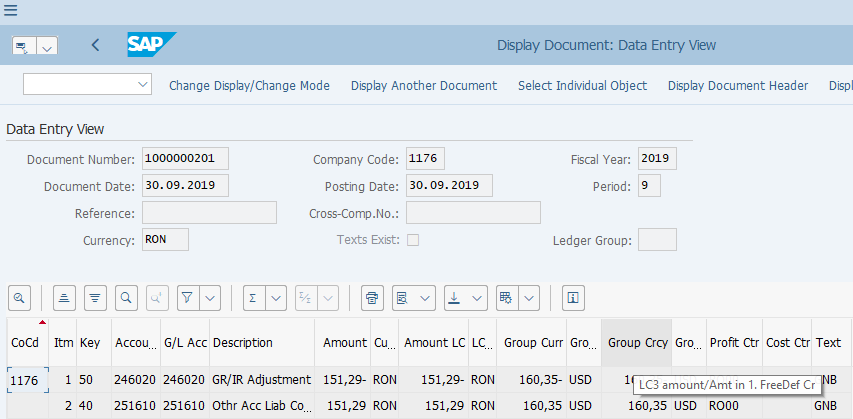 SAP Display Document: Data Entry View
Change Display/Change Mode Display Another Document Select Individual Object Display Document Header Displ
Data Entry View
Document Number: 1000000201 Company Code: 1176 Fiscal Year: 2019
Document Date: 30.09.2019 Posting Date: 30.09.2019 Period: 9
Reference: Cross-Comp.No.:
Currency: RON Texts Exist: Ledger Group:
CoCd Itm Key Accou... G/L Acc Description Amount Cu... Amount LC LC... Group Curr Gro... Group Crcy Gro... Profit Ctr Cost Ctr Text
1176 1 50 246020 246020 GR/IR Adjustment 151,29- RON 151,29- RON 160,35- USD LC3 amount/Amt in 1. FreeDef Cr GNB
2 40 251610 251610 Othr Acc Liab Co... 151,29 RON 151,29 RON 160,35 USD 160,35 USD RO00 GNB